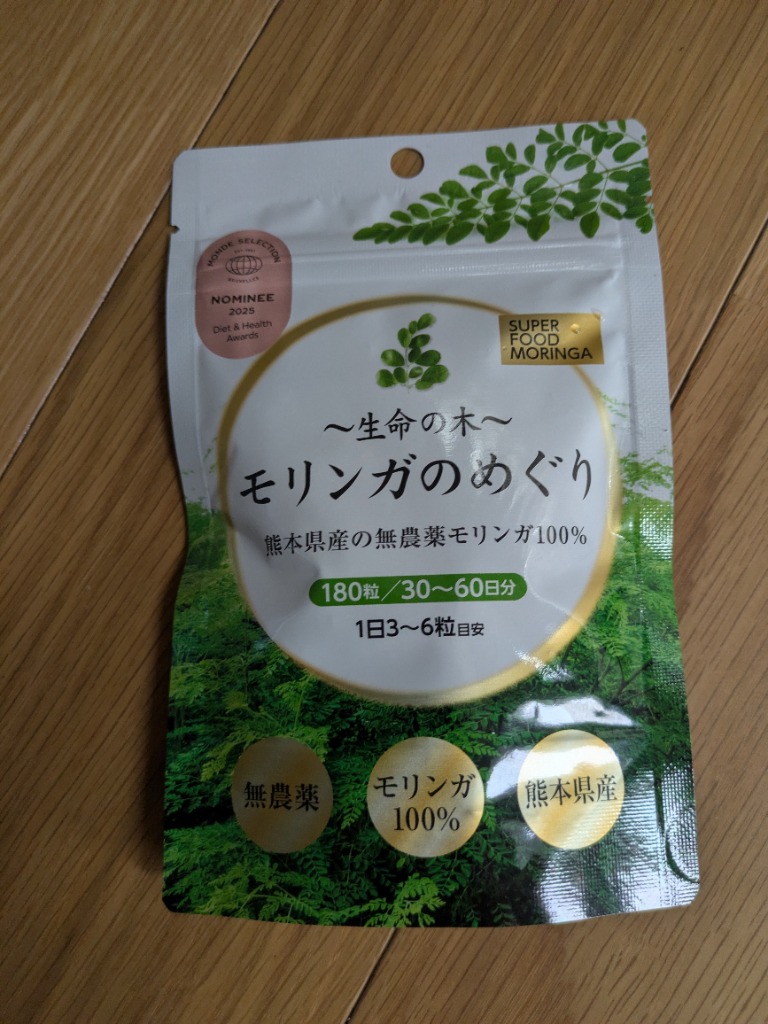 MONDE SELECTION
BRUXELLES
NOMINEE
2025
Diet & Health
Awards
SUPER
FOOD
MORINGA
～生命の木～
モリンガのめぐり
熊本県産の無農薬モリンガ100%
180粒／30～60日分
1日3～6粒目安
無農薬
モリンガ
100%
熊本県産